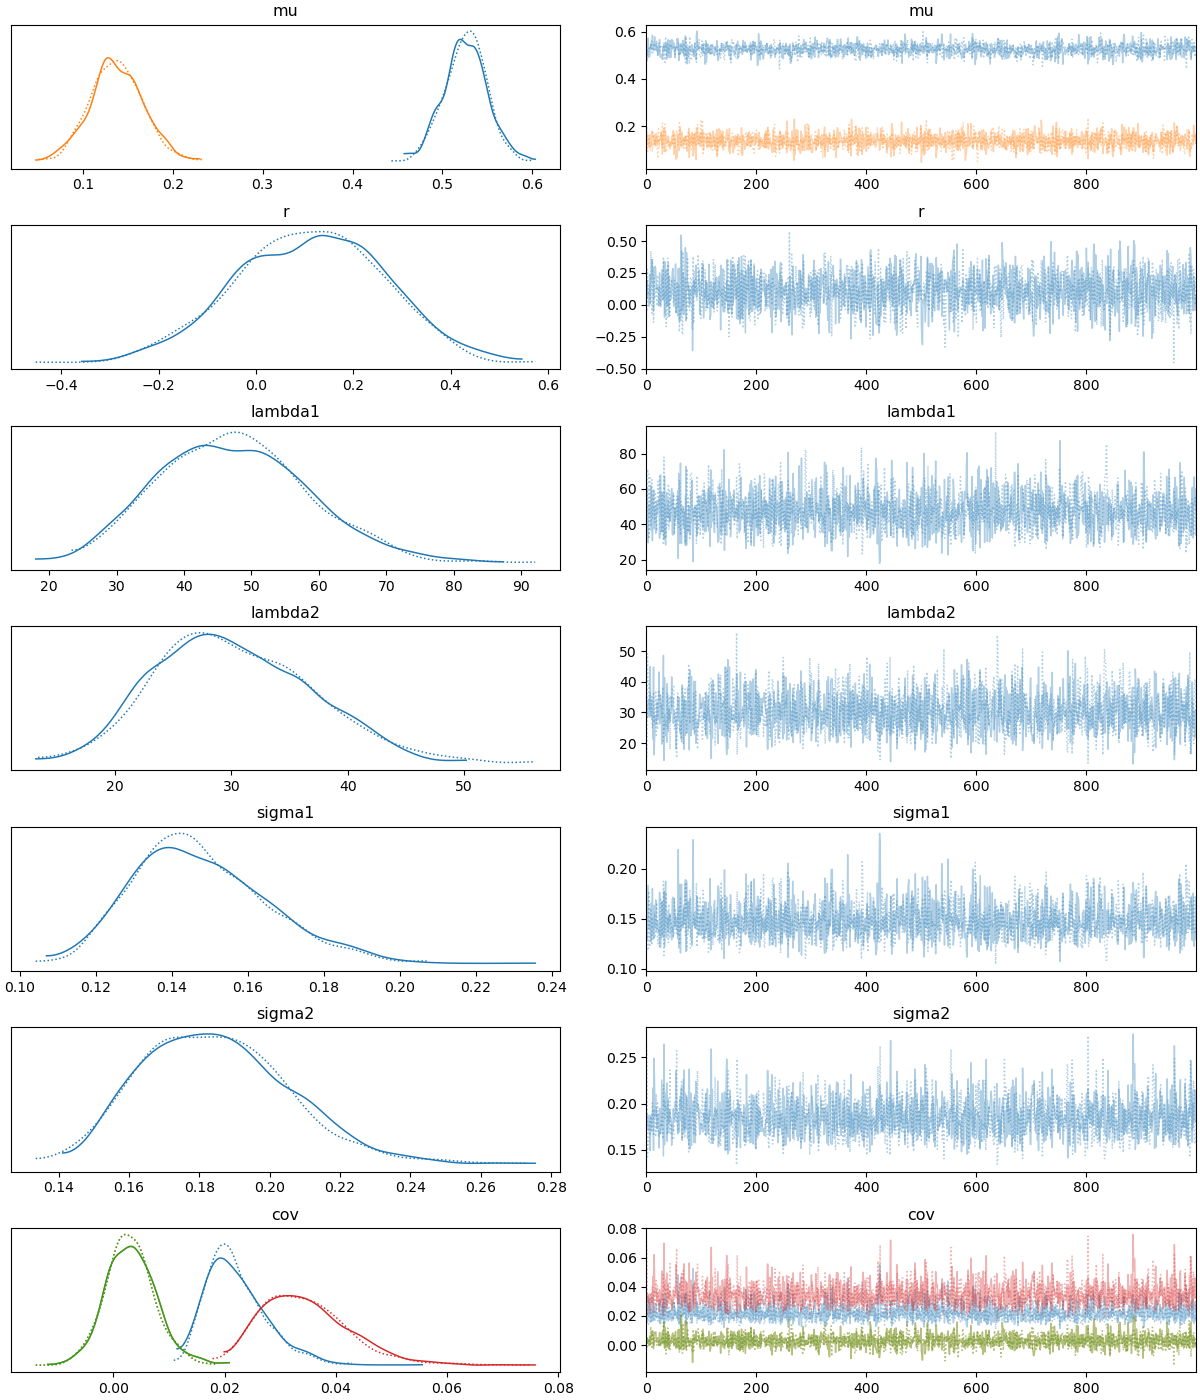 mu
mu
0.6
0.4
0.2
0.1 0.2 0.3 0.4 0.5 0.6
0 200 400 600 800
r
r
0.50
0.25
0.00
−0.25
−0.50
−0.4 −0.2 0.0 0.2 0.4 0.6
0 200 400 600 800
lambda1
lambda1
80
60
40
20
20 30 40 50 60 70 80 90
0 200 400 600 800
lambda2
lambda2
50
40
30
20
20 30 40 50
0 200 400 600 800
sigma1
sigma1
0.20
0.15
0.10
0.10 0.12 0.14 0.16 0.18 0.20 0.22 0.24
0 200 400 600 800
sigma2
sigma2
0.25
0.20
0.15
0.14 0.16 0.18 0.20 0.22 0.24 0.26 0.28
0 200 400 600 800
cov
cov
0.08
0.06
0.04
0.02
0.00
0.00 0.02 0.04 0.06 0.08
0 200 400 600 800